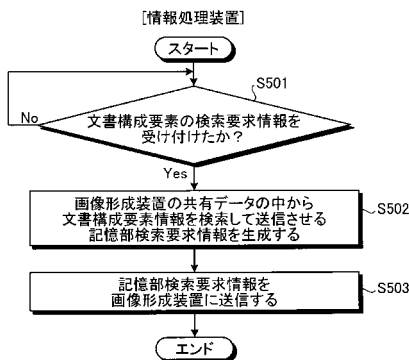 [情報処理装置]
スタート
S501
文書構成要素の検索要求情報を
受け付けたか？
No
Yes
画像形成装置の共有データの中から
文書構成要素情報を検索して送信させる
記憶部検索要求情報を生成する
S502
記憶部検索要求情報を
画像形成装置に送信する
S503
エンド